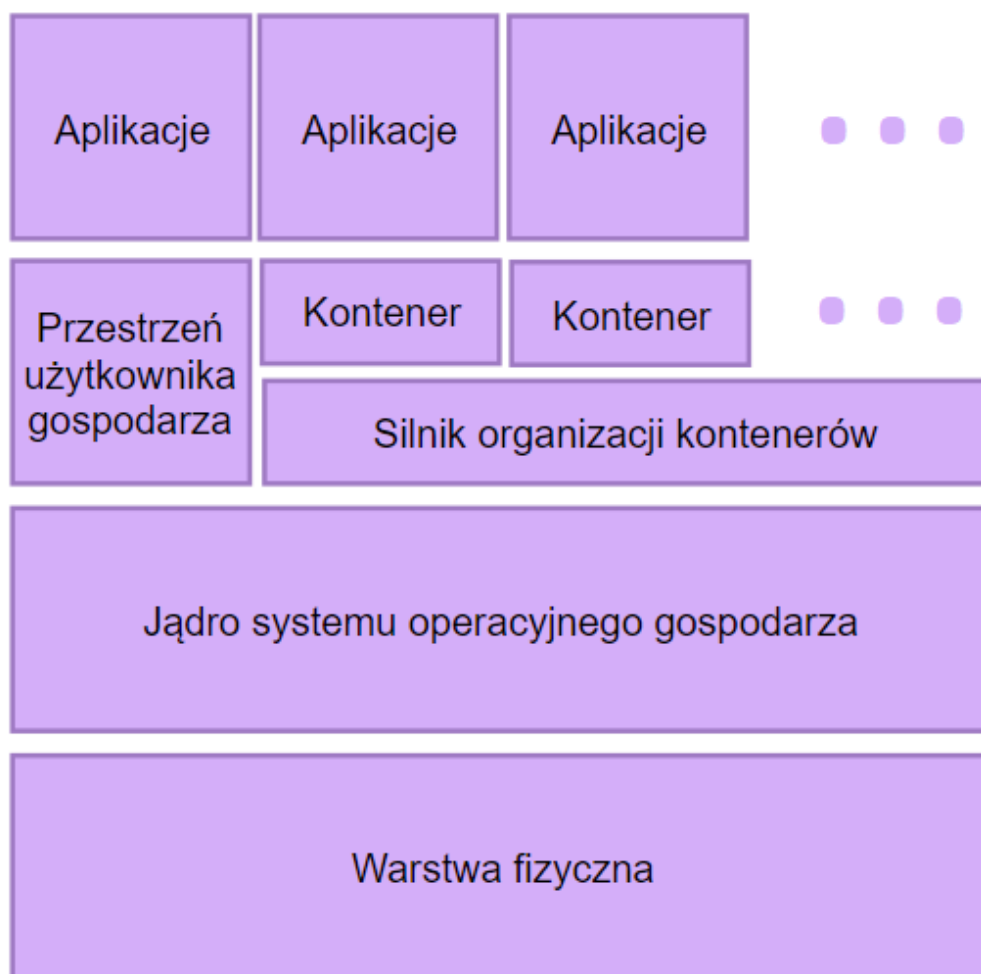 Aplikacje
Aplikacje
Aplikacje
Przestrzeń
użytkownika
gospodarza
Kontener
Kontener
Silnik organizacji kontenerów
Jądro systemu operacyjnego gospodarza
Warstwa fizyczna